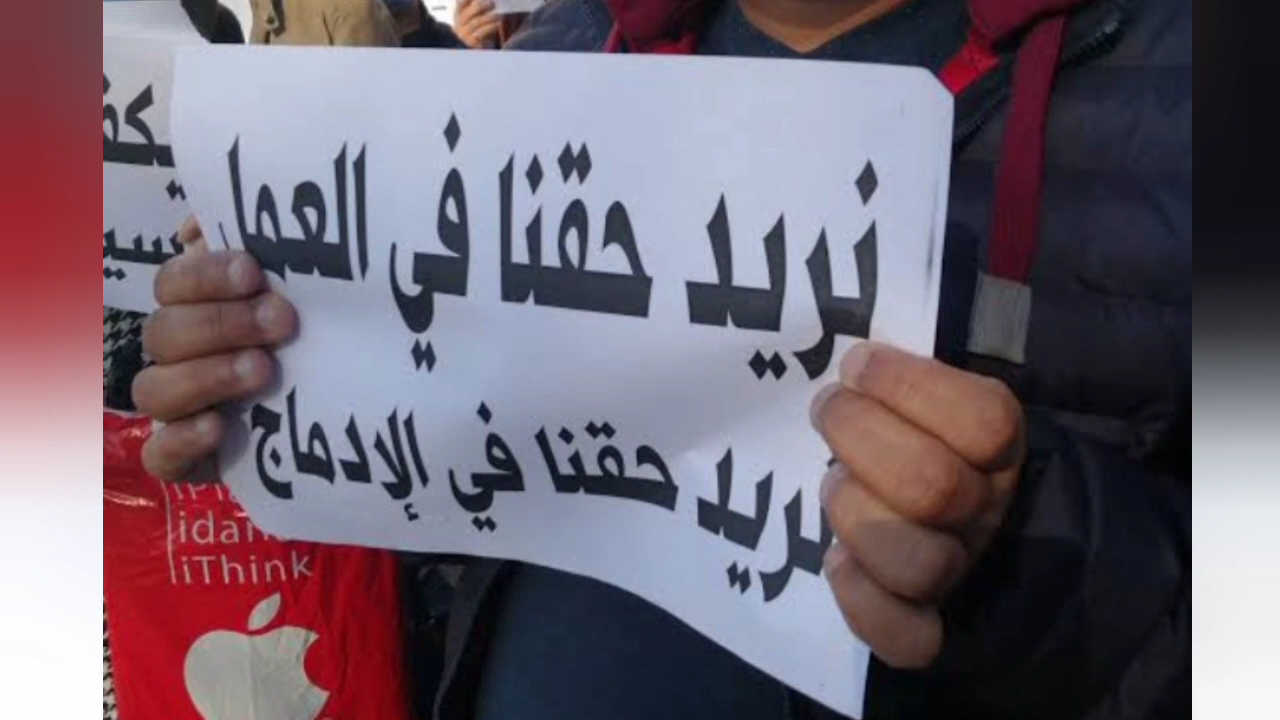 نريد حقنا في العمل
نريد حقنا في الإدماج
iThink